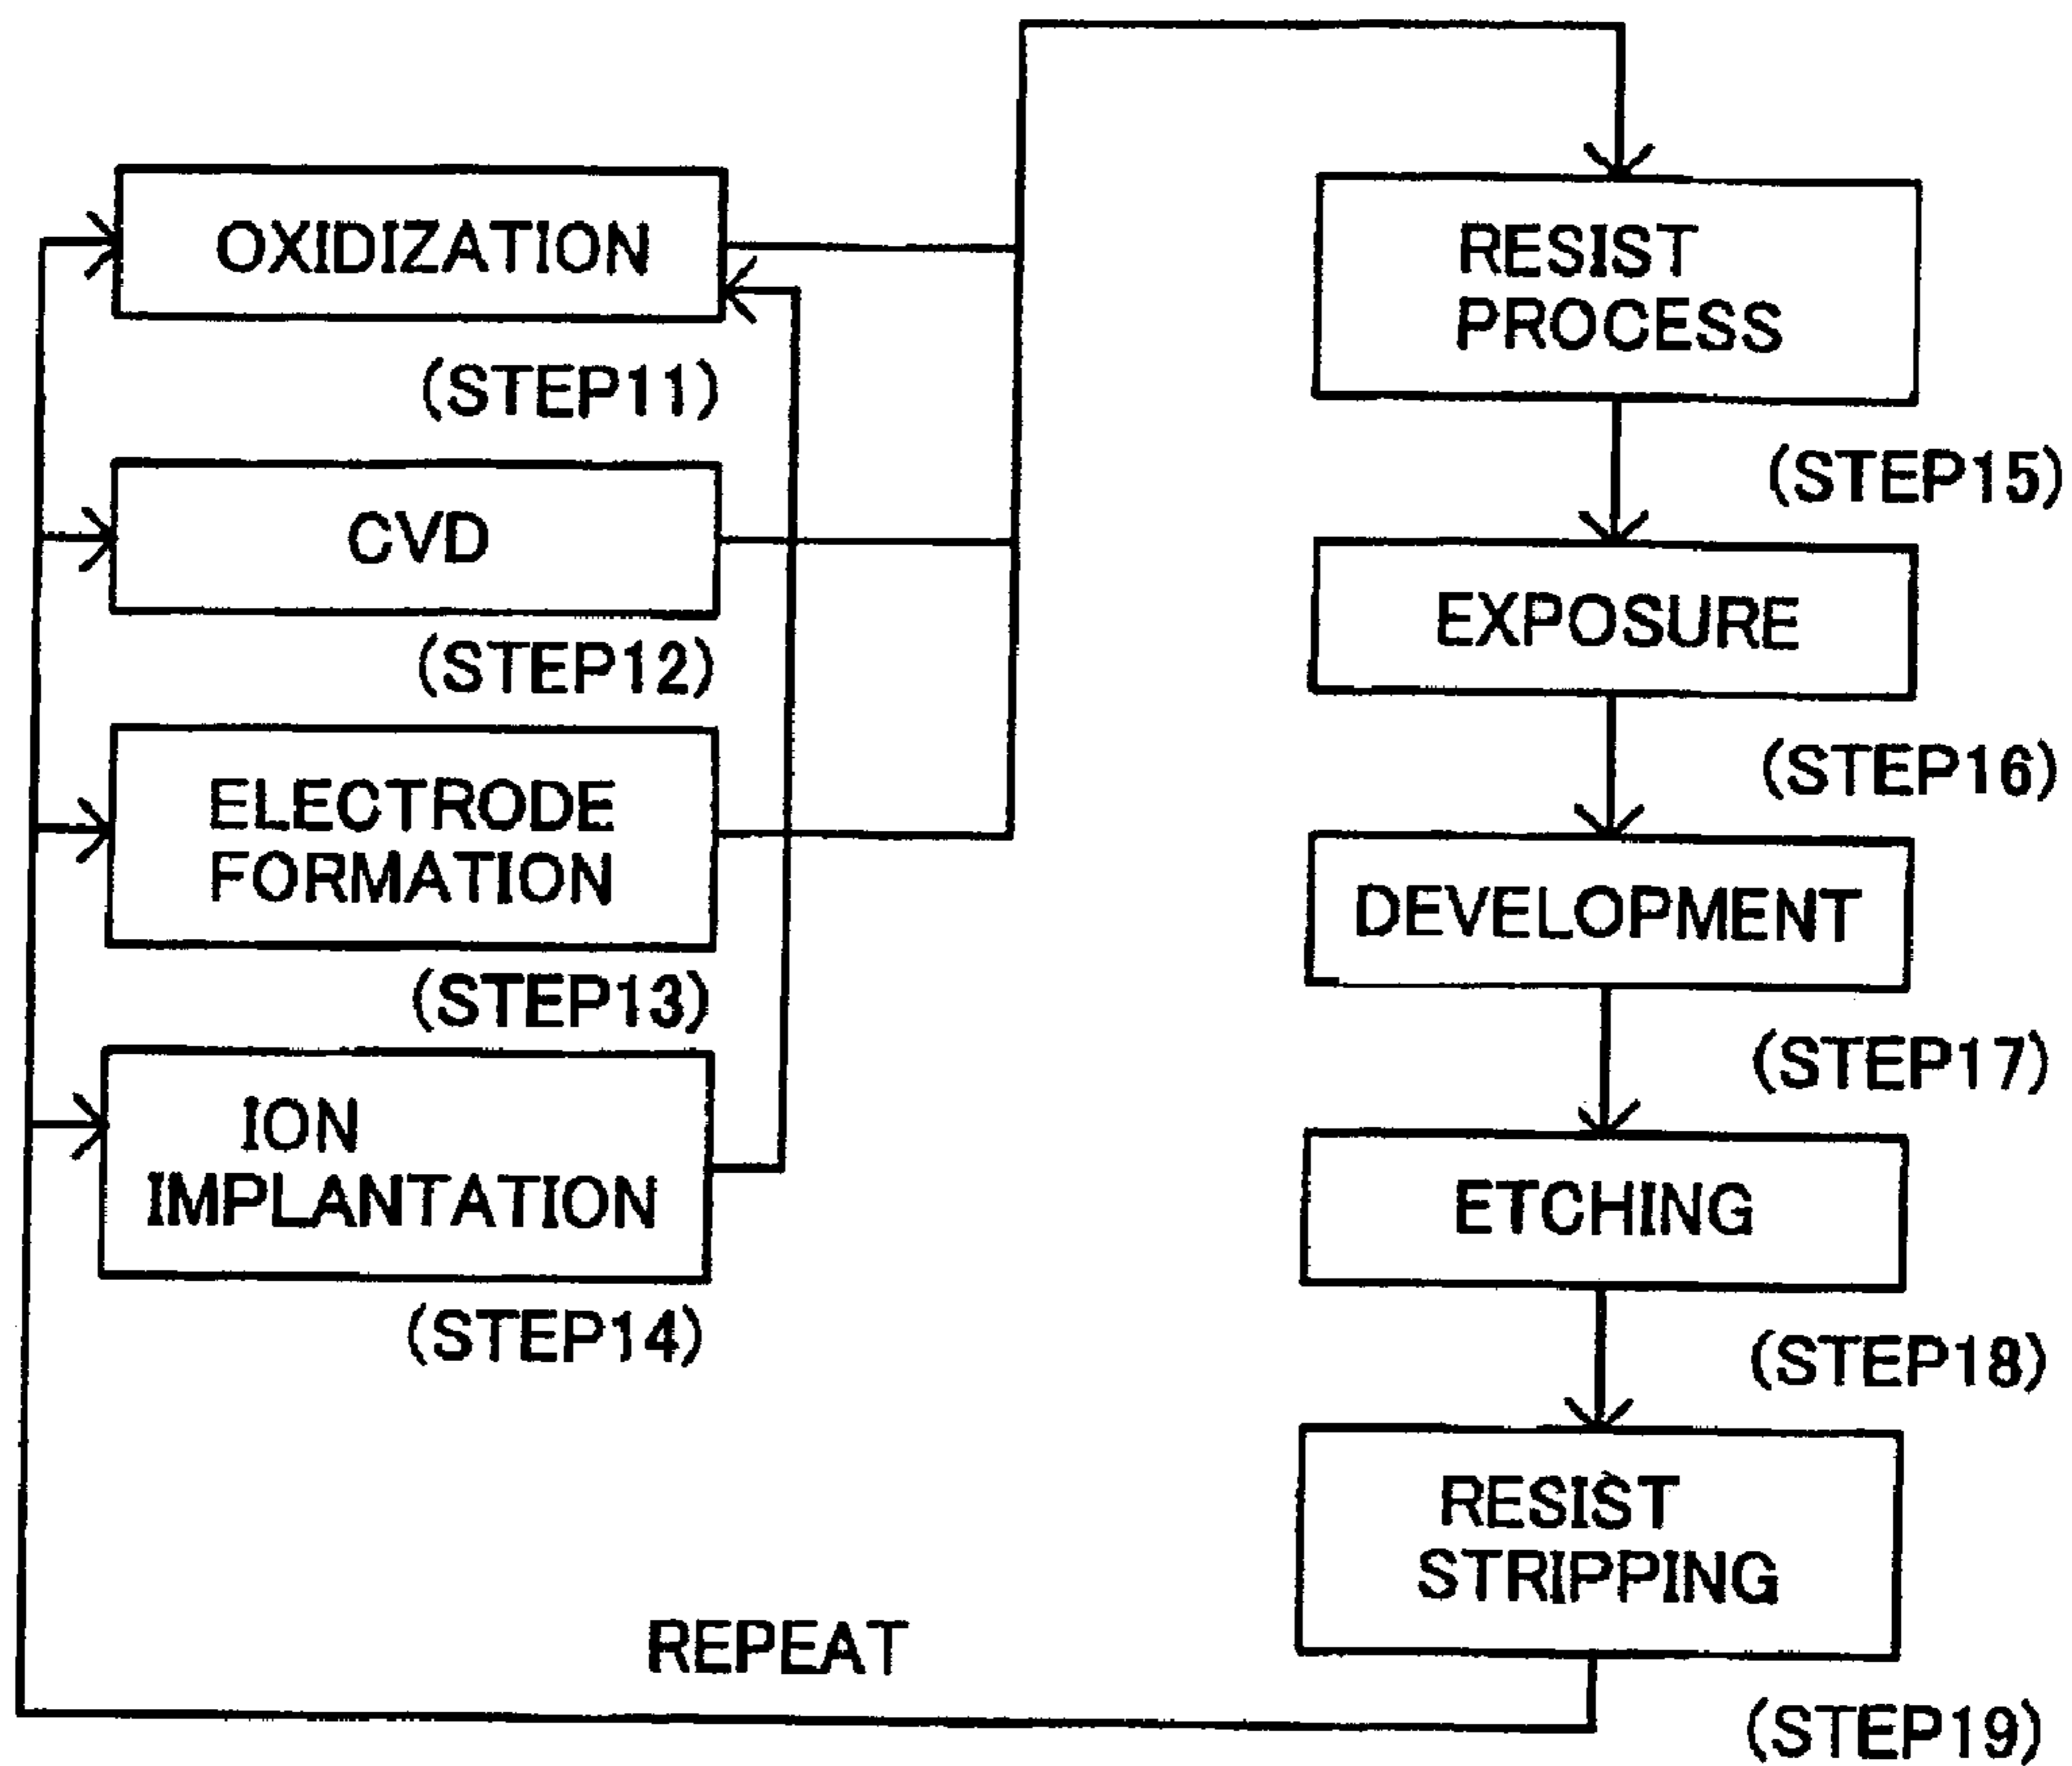 OXIDIZATION
(STEP11)
CVD
(STEP12)
ELECTRODE
FORMATION
(STEP13)
ION
IMPLANTATION
(STEP14)
RESIST
PROCESS
(STEP15)
EXPOSURE
(STEP16)
DEVELOPMENT
(STEP17)
ETCHING
(STEP18)
RESIST
STRIPPING
(STEP19)
REPEAT